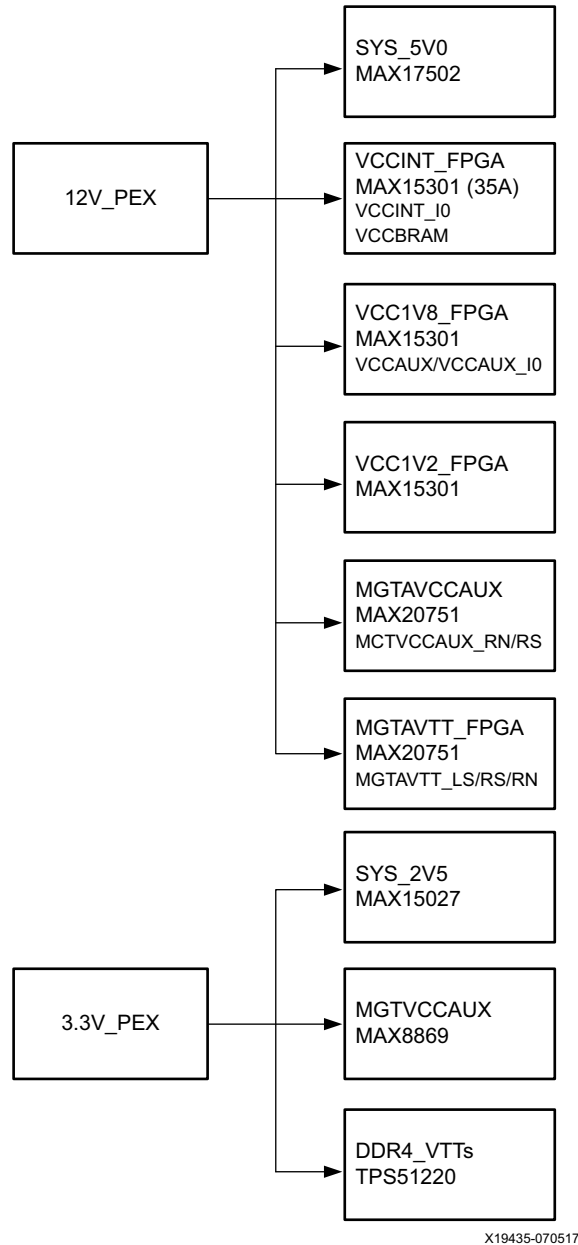 SYS_5V0
MAX17502
12V_PEX
VCCINT_FPGA
MAX15301 (35A)
VCCINT_I0
VCCBRAM
VCC1V8_FPGA
MAX15301
VCCAUX/VCCAUX_I0
VCC1V2_FPGA
MAX15301
MGTAVCCAUX
MAX20751
MCTVCCAUX_RN/RS
MGTAVTT_FPGA
MAX20751
MGTAVTT_LS/RS/RN
SYS_2V5
MAX15027
3.3V_PEX
MGTVCCAUX
MAX8869
DDR4_VTTs
TPS51220
X19435-070517